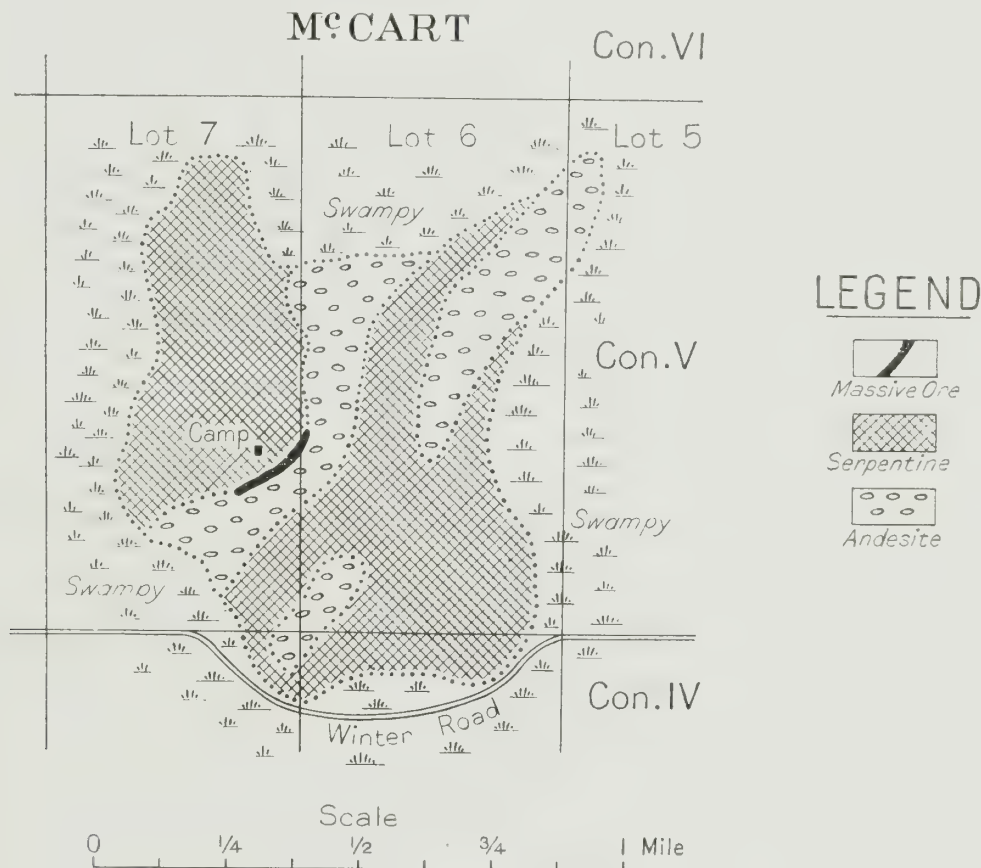 McCART
Con. VI
Lot 7
Lot 6
Lot 5
Swampy
LEGEND
Con. V
Massive Ore
Camp
Serpentine
Swampy
Andesite
Swampy
Con. IV
Winter Road
Scale
0 1/4 1/2 3/4 1 Mile